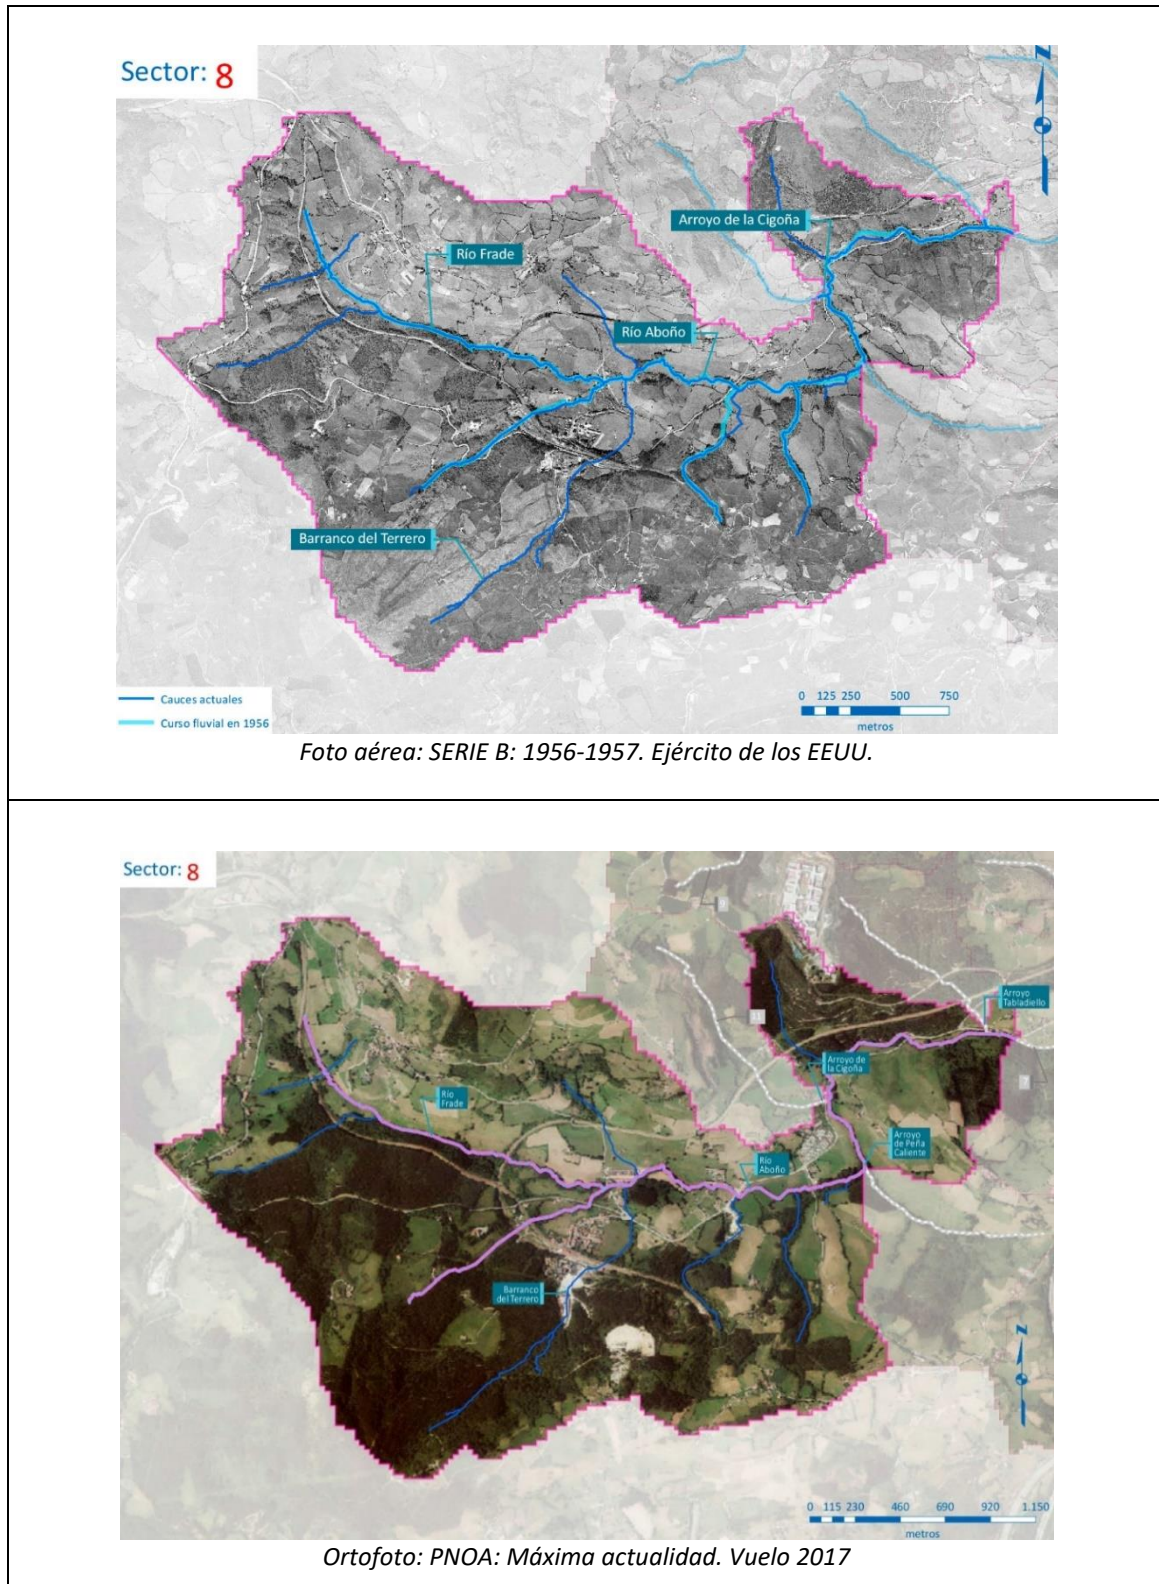 Sector: 8
N
Arroyo de la Cigoña
Río Frade
Río Aboño
Barranco del Terrero
Cauces actuales
Curso fluvial en 1956
0 125 250 500 750
metros
Foto aérea: SERIE B: 1956-1957. Ejército de los EEUU.
Sector: 8
9
Arroyo
Tabladiello
11
Arroyo de
la Cigoña
7
Río
Frade
Arroyo
de Peña
Caliente
Río
Aboño
Barranco
del Terrero
N
0 115 230 460 690 920 1.150
metros
Ortofoto: PNOA: Máxima actualidad. Vuelo 2017